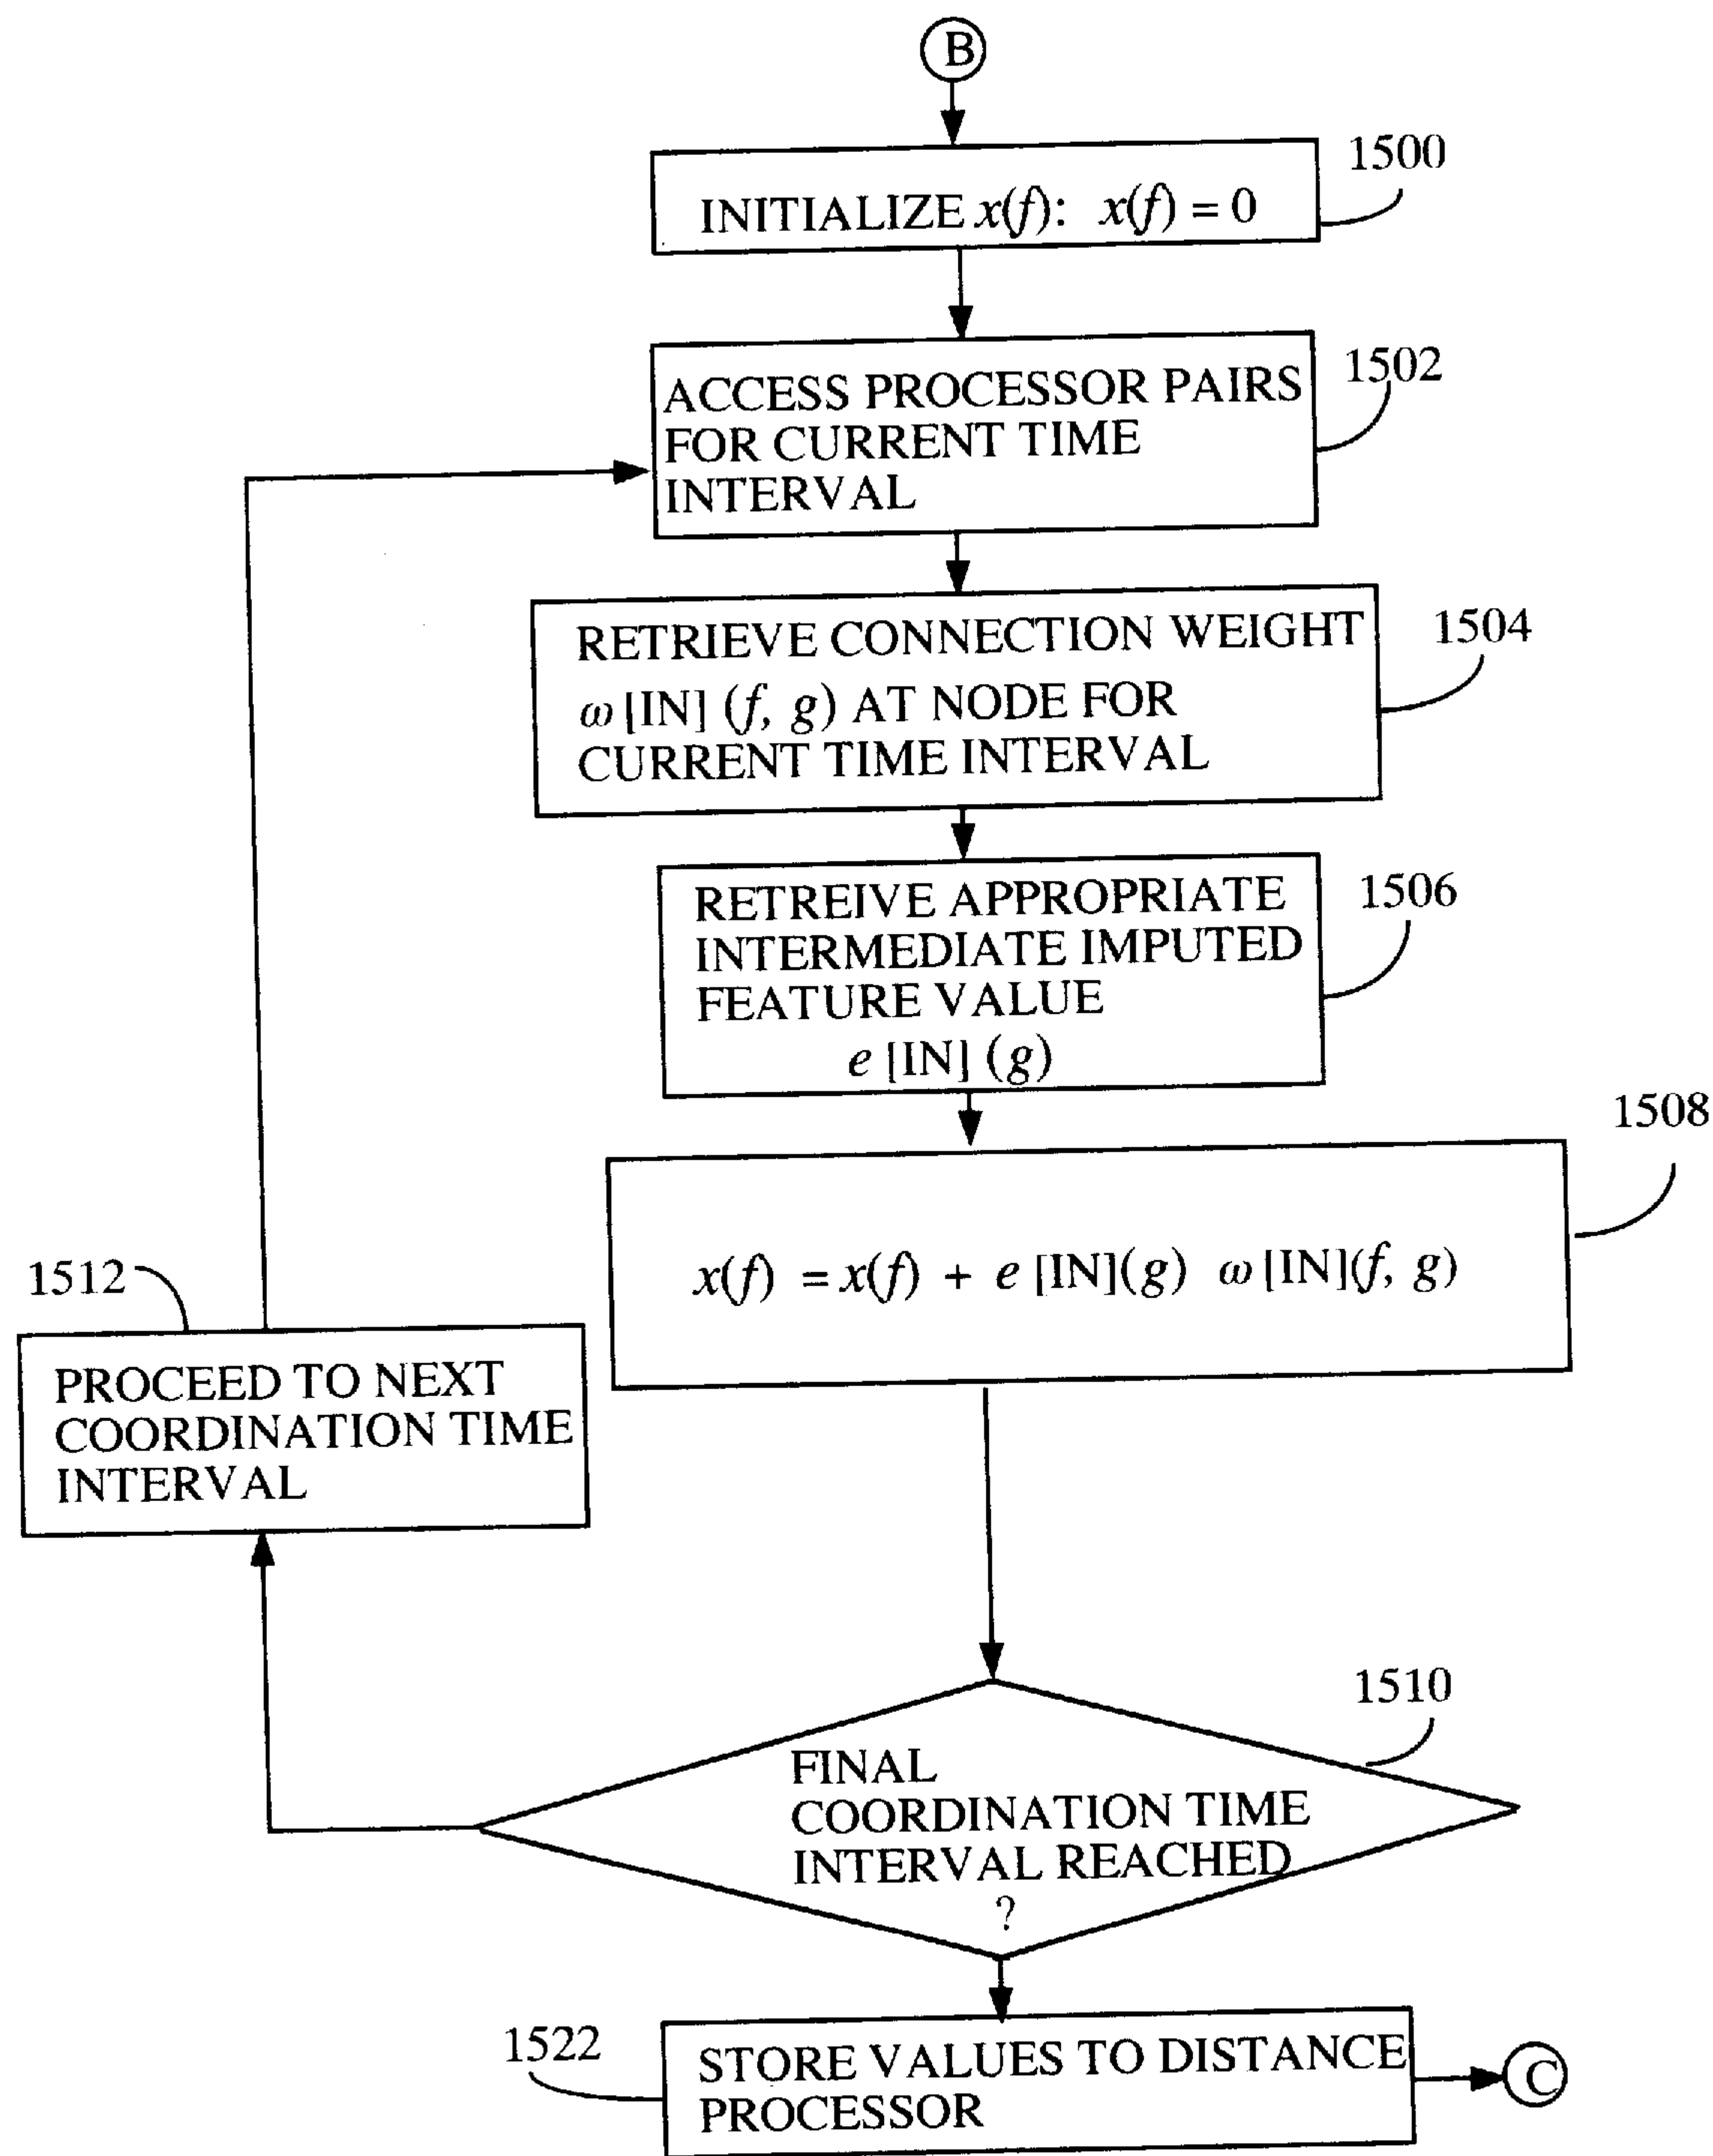 B
1500
INITIALIZE x(f): x(f) = 0
1502
ACCESS PROCESSOR PAIRS
FOR CURRENT TIME
INTERVAL
1504
RETRIEVE CONNECTION WEIGHT
ω [IN] (f, g) AT NODE FOR
CURRENT TIME INTERVAL
1506
RETREIVE APPROPRIATE
INTERMEDIATE IMPUTED
FEATURE VALUE
e [IN] (g)
1508
x(f) = x(f) + e [IN](g) ω [IN](f, g)
1512
PROCEED TO NEXT
COORDINATION TIME
INTERVAL
1510
FINAL
COORDINATION TIME
INTERVAL REACHED
?
1522
STORE VALUES TO DISTANCE
PROCESSOR
C